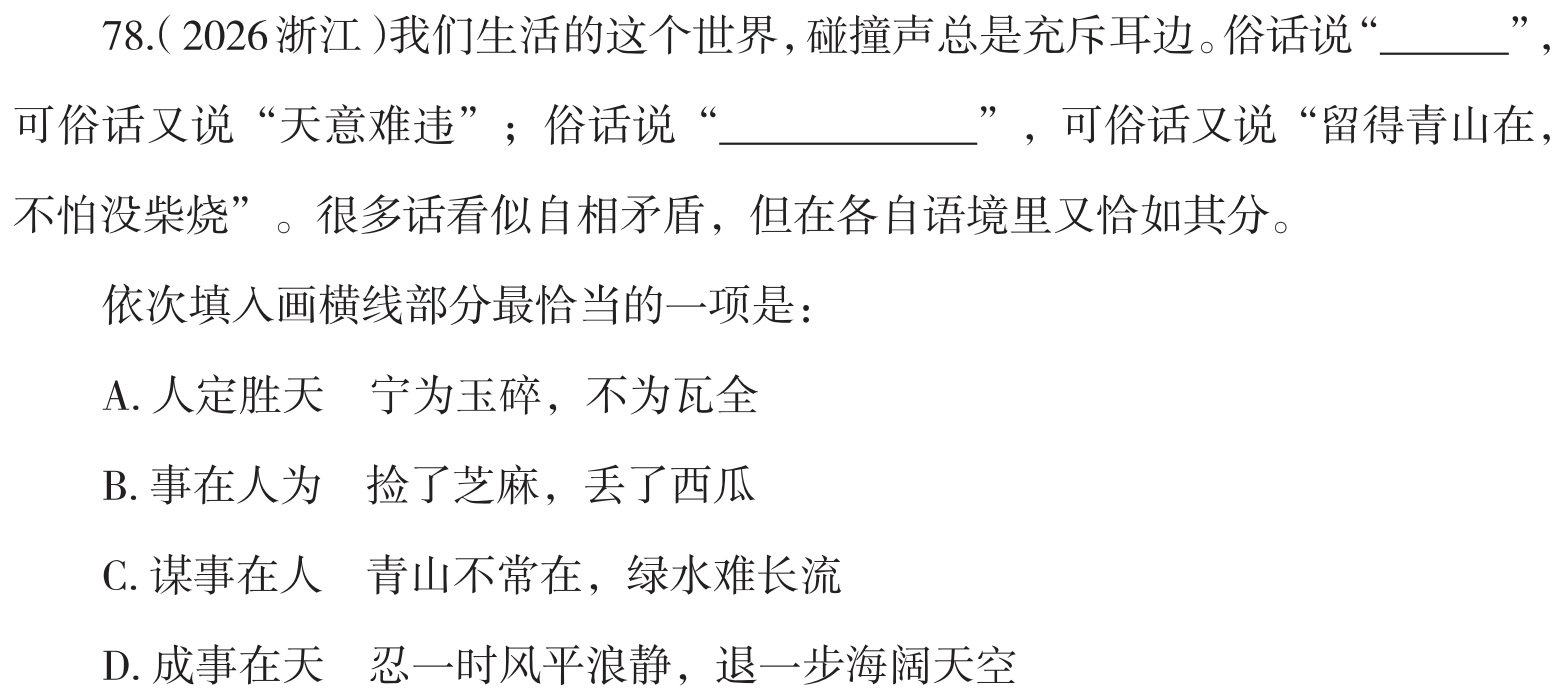 78.(2026浙江)我们生活的这个世界,碰撞声总是充斥耳边。俗话说“______”,
可俗话又说“天意难违”;俗话说“____________”,可俗话又说“留得青山在,
不怕没柴烧”。很多话看似自相矛盾,但在各自语境里又恰如其分。
依次填入画横线部分最恰当的一项是:
A. 人定胜天 宁为玉碎,不为瓦全
B. 事在人为 捡了芝麻,丢了西瓜
C. 谋事在人 青山不常在,绿水难长流
D. 成事在天 忍一时风平浪静,退一步海阔天空